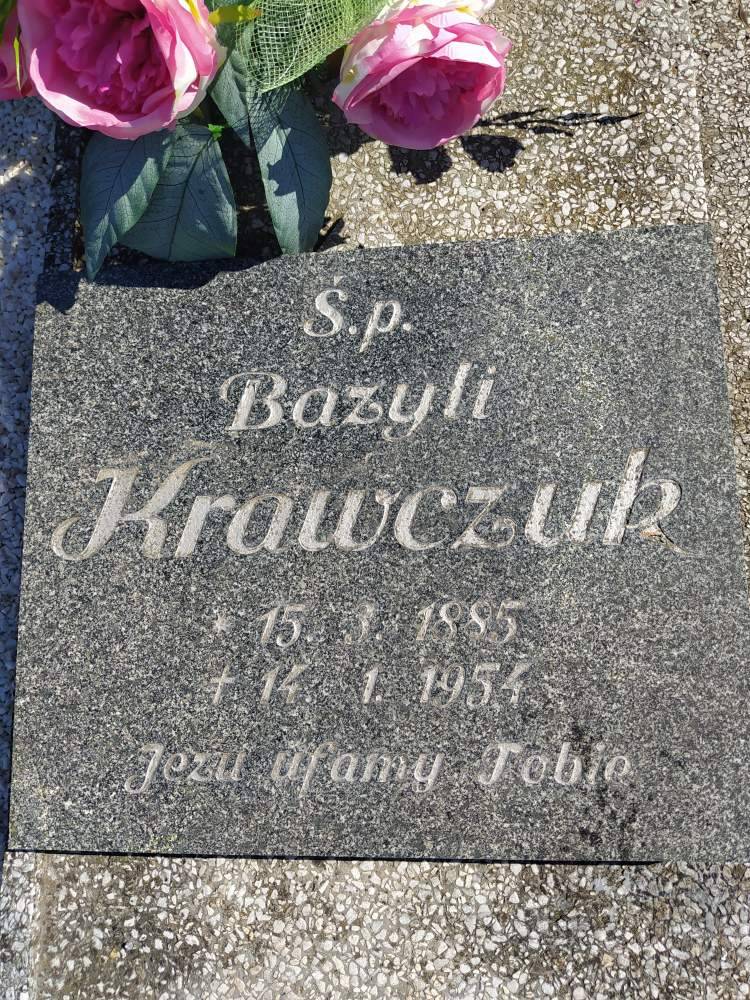 Ś.p.
Bazyli
Krawczuk
* 15. 3. 1885
+ 14. 1. 1954
Jezu ufamy Tobie